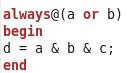 always@(a or b)
begin
d = a & b & c;
end